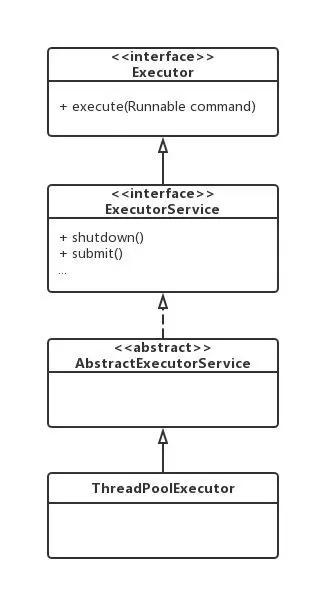 <<interface>>
Executor
+ execute(Runnable command)
<<interface>>
ExecutorService
+ shutdown()
+ submit()
...
<<abstract>>
AbstractExecutorService
ThreadPoolExecutor